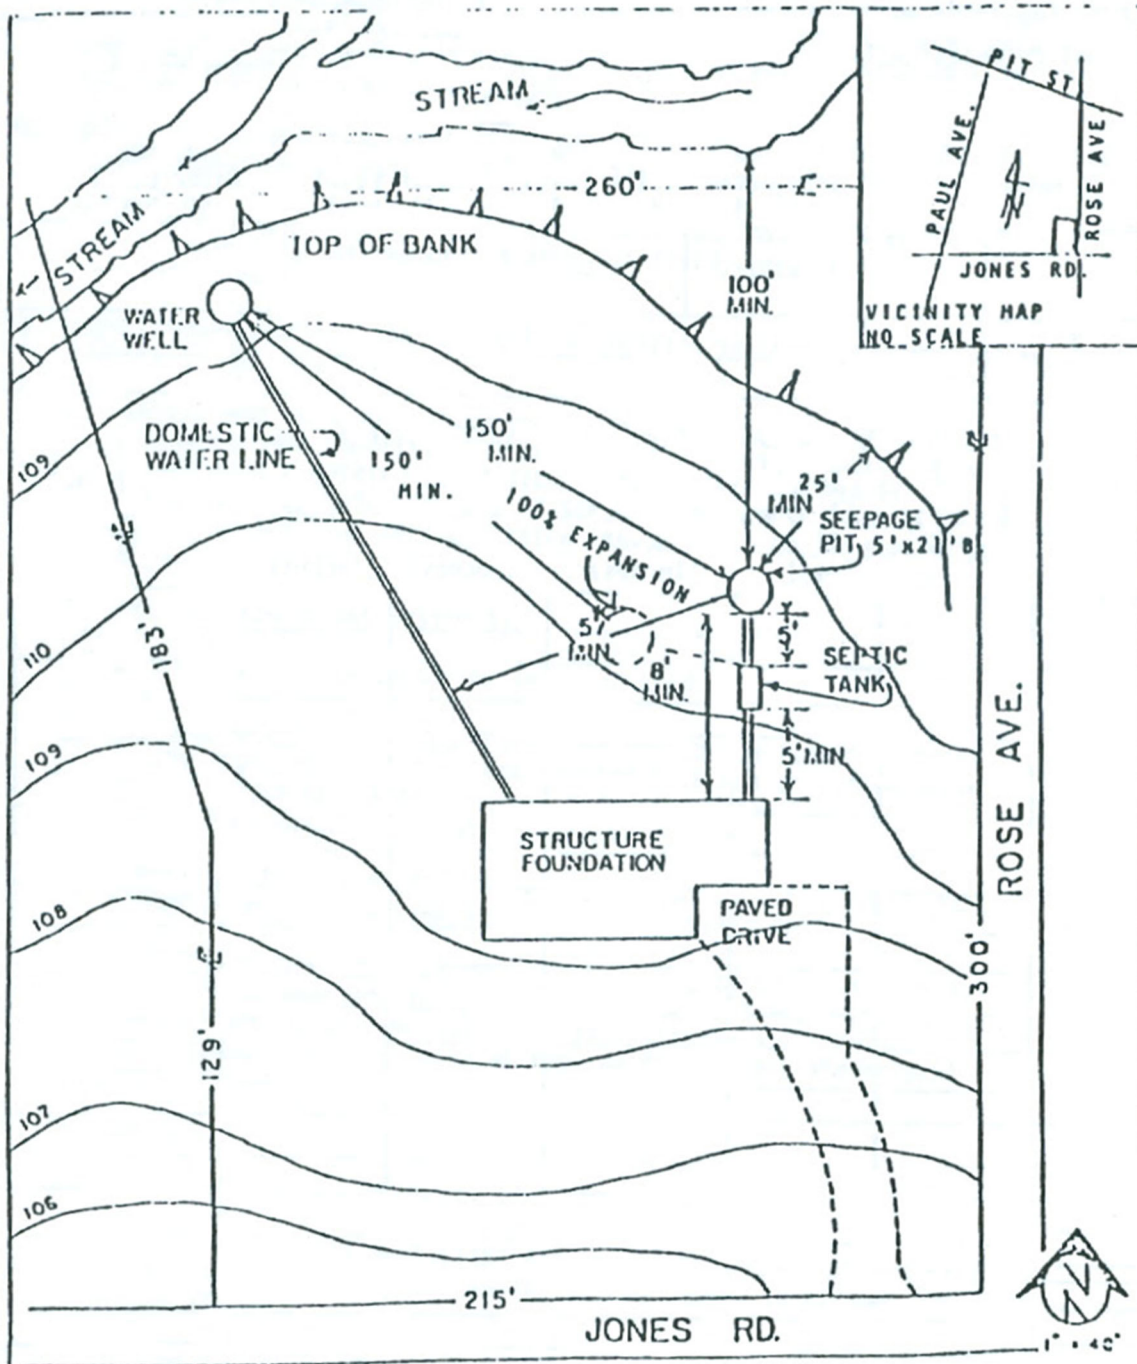 STREAM
STREAM
260'
TOP OF BANK
WATER
WELL
100'
MIN.
PIT ST.
PAUL AVE.
ROSE AVE.
N
JONES RD.
VICINITY MAP
NO SCALE
DOMESTIC
WATER LINE
150'
MIN.
150'
MIN.
25'
MIN
100% EXPANSION
SEEPAGE
PIT
109
110
109
108
107
106
183'
129'
5'
MIN.
8'
MIN.
5'
SEPTIC
TANK
5' MIN
STRUCTURE
FOUNDATION
PAVED
DRIVE
ROSE AVE.
300'
215'
JONES RD.
N
1" = 40'